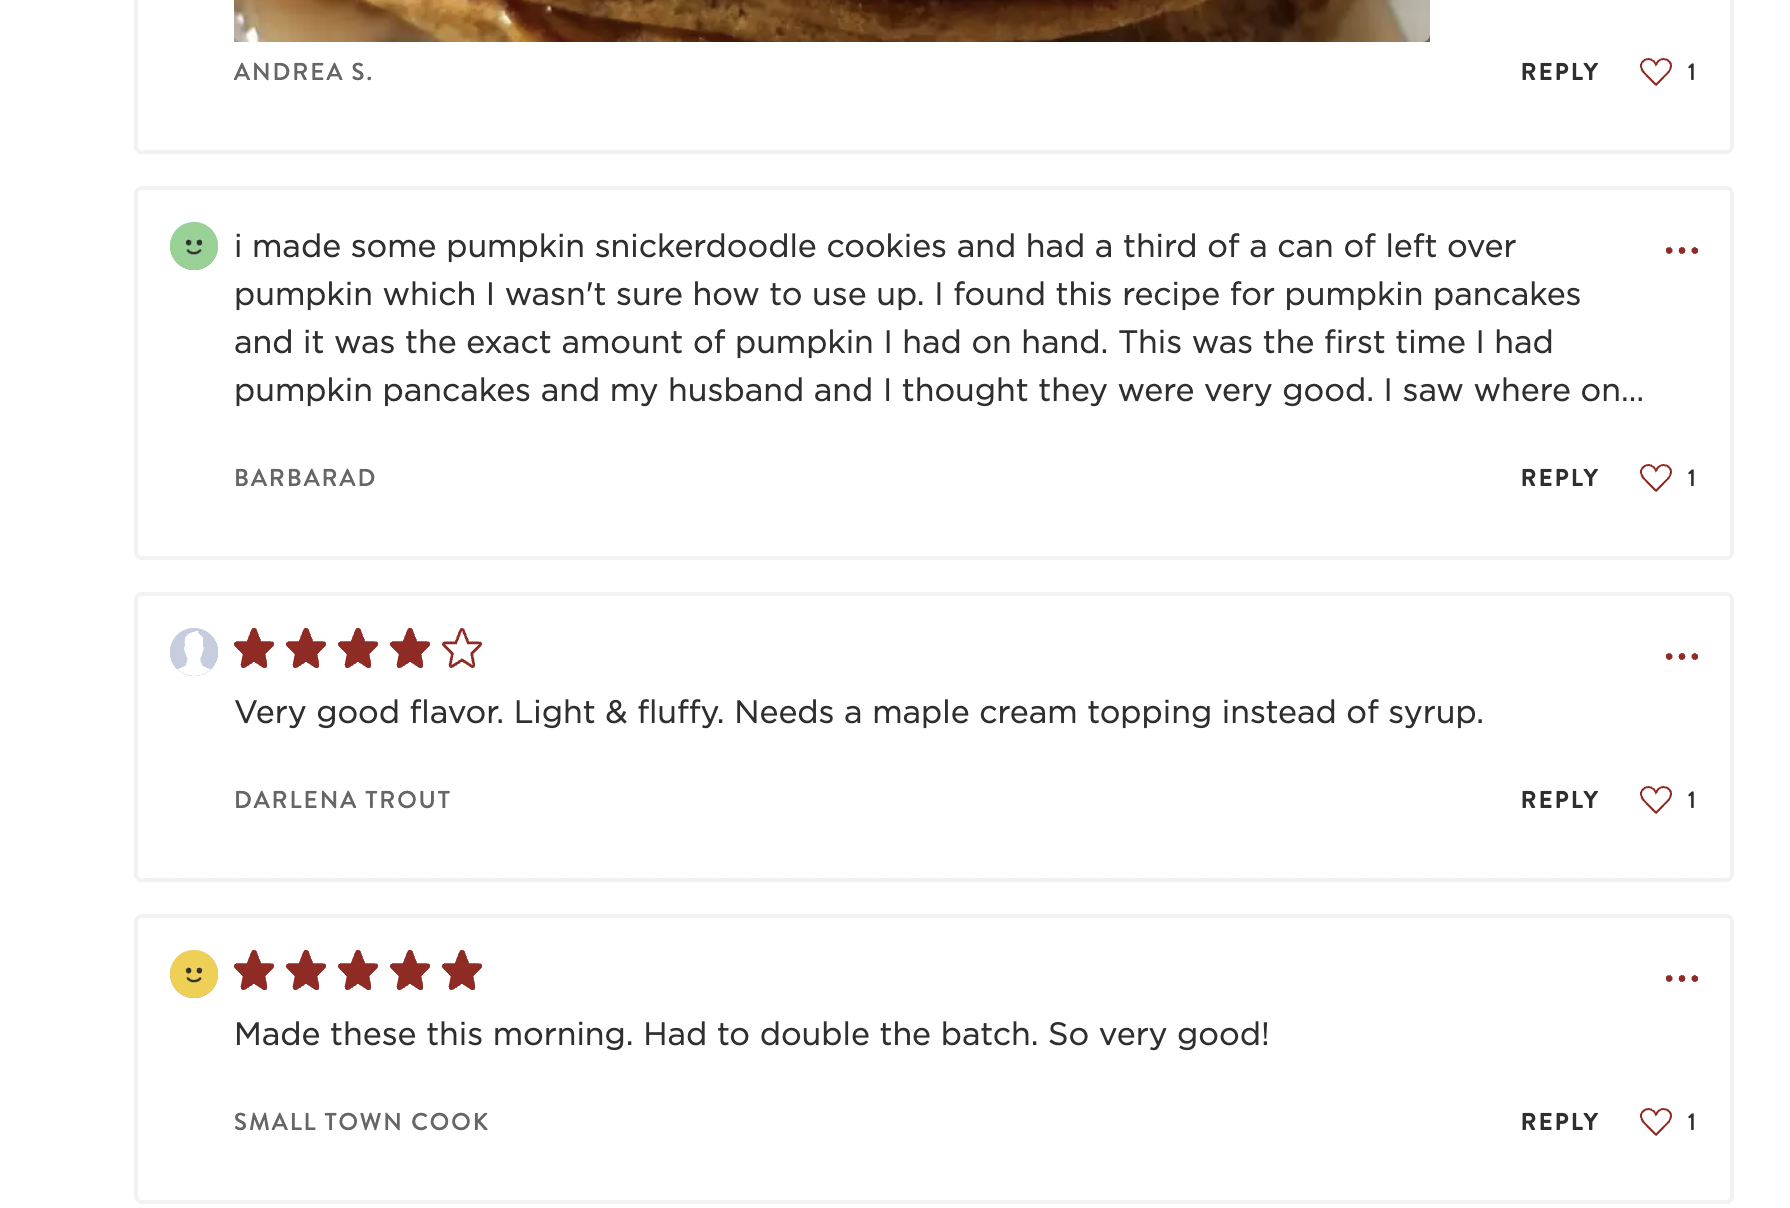 ANDREA S.
REPLY 1
i made some pumpkin snickerdoodle cookies and had a third of a can of left over
pumpkin which I wasn't sure how to use up. I found this recipe for pumpkin pancakes
and it was the exact amount of pumpkin I had on hand. This was the first time I had
pumpkin pancakes and my husband and I thought they were very good. I saw where on...
BARBARAD
REPLY 1
Very good flavor. Light & fluffy. Needs a maple cream topping instead of syrup.
DARLENA TROUT
REPLY 1
Made these this morning. Had to double the batch. So very good!
SMALL TOWN COOK
REPLY 1